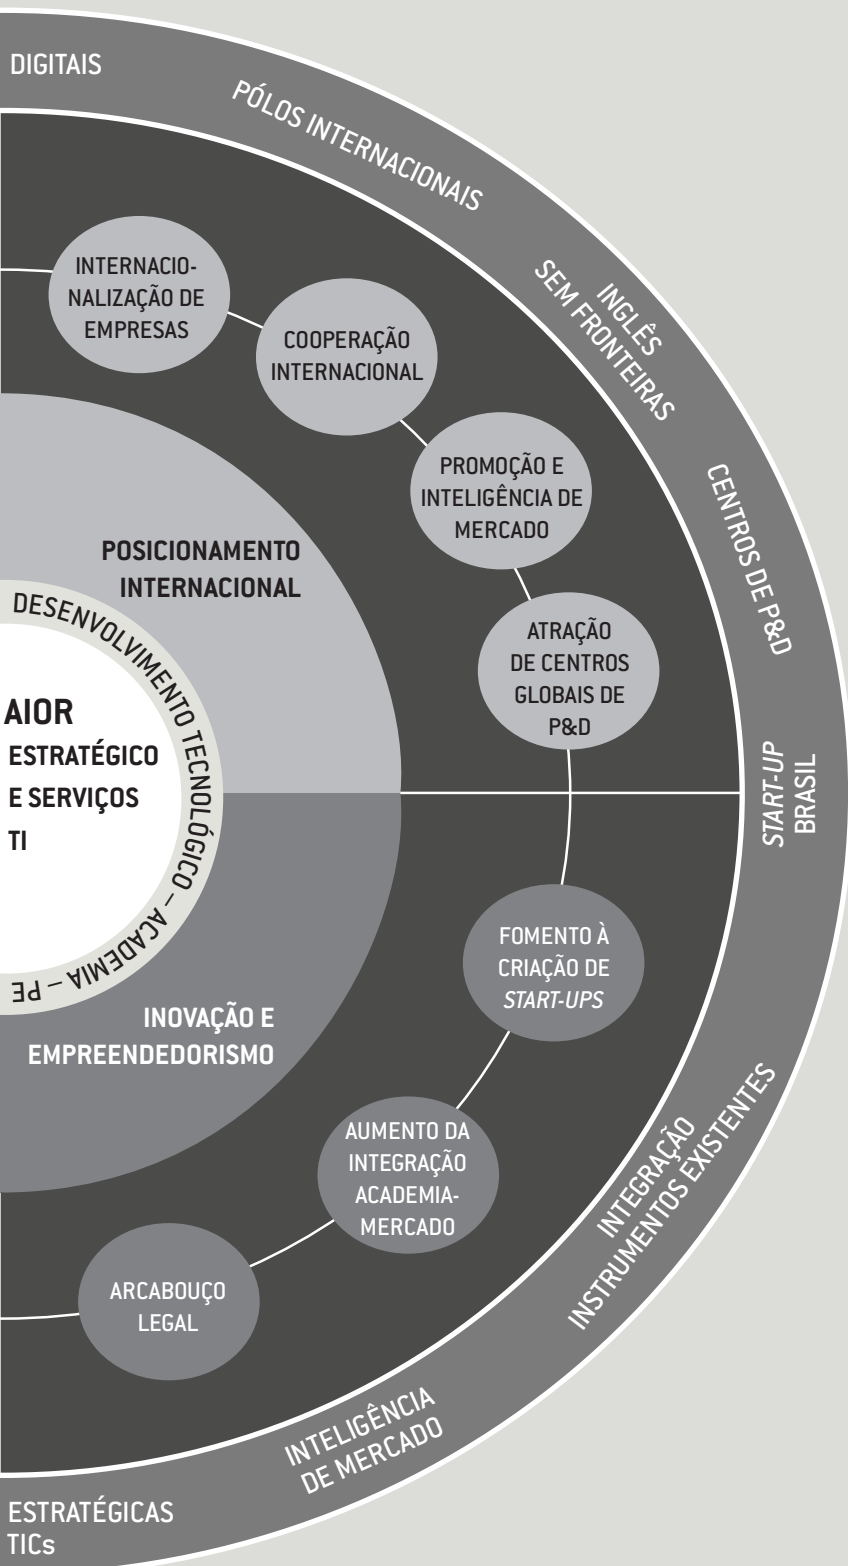 DIGITAIS
PÓLOS INTERNACIONAIS
INGLÊS
SEM FRONTEIRAS
CENTROS DE P&D
START-UP
BRASIL
INTEGRAÇÃO
INSTRUMENTOS EXISTENTES
INTELIGÊNCIA
DE MERCADO
ESTRATÉGICAS
TICs
INTERNACIO-
NALIZAÇÃO DE
EMPRESAS
COOPERAÇÃO
INTERNACIONAL
PROMOÇÃO E
INTELIGÊNCIA DE
MERCADO
ATRAÇÃO
DE CENTROS
GLOBAIS DE
P&D
POSICIONAMENTO
INTERNACIONAL
DESENVOLVIMENTO TECNOLÓGICO – ACADEMIA – PE
AIOR
ESTRATÉGICO
E SERVIÇOS
TI
INOVAÇÃO E
EMPREENDEDORISMO
FOMENTO À
CRIAÇÃO DE
START-UPS
AUMENTO DA
INTEGRAÇÃO
ACADEMIA-
MERCADO
ARCABOUÇO
LEGAL